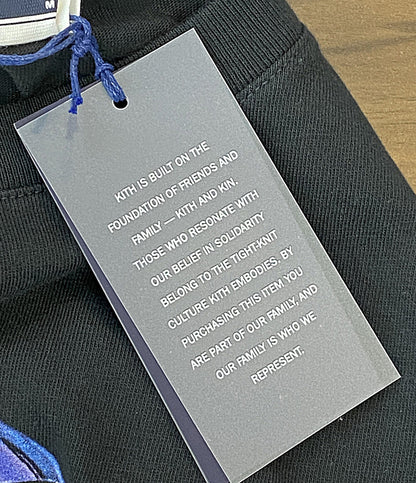 M
KITH IS BUILT ON THE
FOUNDATION OF FRIENDS AND
FAMILY — KITH AND KIN.
THOSE WHO RESONATE WITH
OUR BELIEF IN SOLIDARITY
BELONG TO THE TIGHT-KNIT
CULTURE KITH EMBODIES. BY
PURCHASING THIS ITEM YOU
ARE PART OF OUR FAMILY, AND
OUR FAMILY IS WHO WE
REPRESENT.